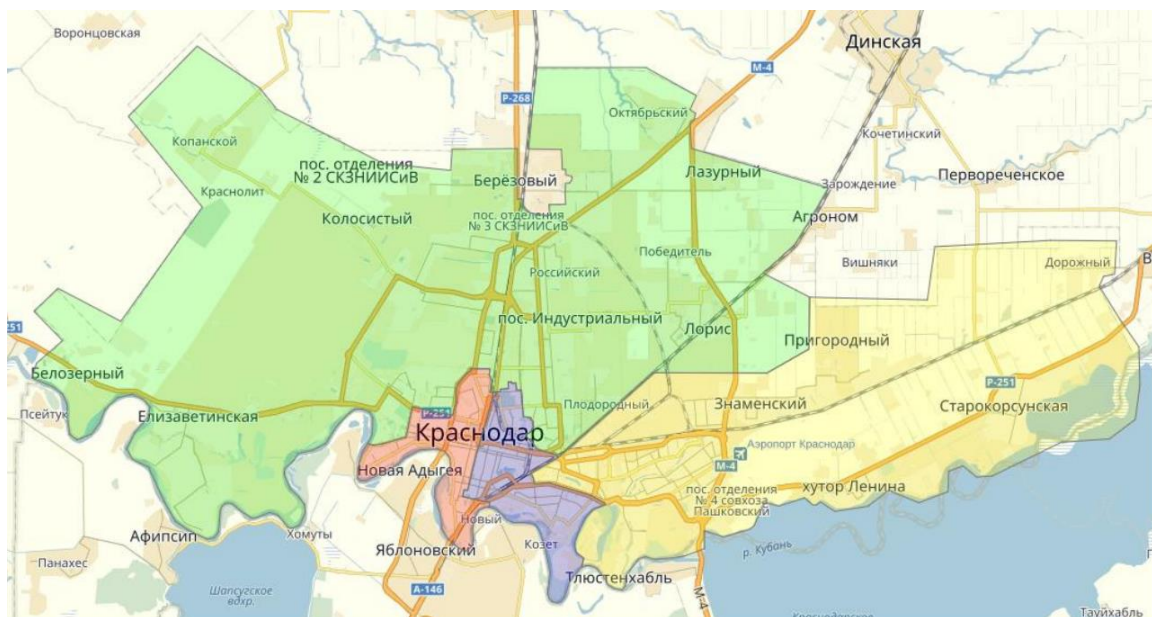 Воронцовская
Динская
М-4
Р-268
Октябрьский
Копанской
Кочетинский
пос. отделения
№ 2 СКЗНИИСиВ
Лазурный
Первореченское
Берёзовый
Зарождение
Краснолит
Колосистый
пос. отделения
№ 3 СКЗНИИСиВ
Агроном
Победитель
Вишняки
Дорожный
Российский
пос. Индустриальный
Лорис
251
Пригородный
Белозерный
Р-251
Плодородный
Знаменский
Старокорсунская
Псейтук
Елизаветинская
Р-251
Краснодар
Аэропорт Краснодар
М-4
Новая Адыгея
пос. отделения
№ 4 совхоза
Пашковский
хутор Ленина
Новый
Афипсип
Хомуты
Яблоновский
Козет
р. Кубань
Панахес
Тлюстенхабль
Шапсугское
вдхр.
А-146
М-4
Краснодарское
Тауйхабль